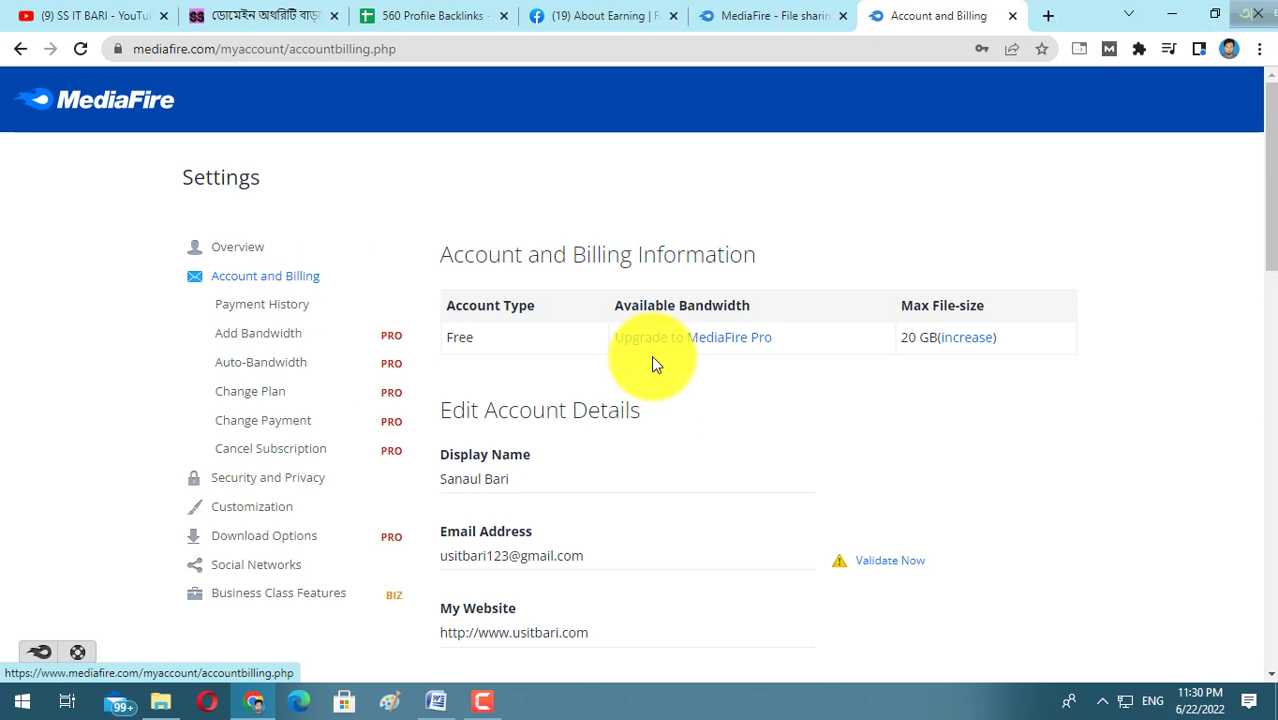 (9) SS IT BARI - YouTube
ডোমেইন অথরিটি বাড়
560 Profile Backlinks -
(19) About Earning | Fa
MediaFire - File sharin
Account and Billing
mediafire.com/myaccount/accountbilling.php
MediaFire
Settings
Overview
Account and Billing
Payment History
Add Bandwidth PRO
Auto-Bandwidth PRO
Change Plan PRO
Change Payment PRO
Cancel Subscription PRO
Security and Privacy
Customization
Download Options PRO
Social Networks
Business Class Features BIZ
Account and Billing Information
Account Type Available Bandwidth Max File-size
Free Upgrade to MediaFire Pro 20 GB(increase)
Edit Account Details
Display Name
Sanaul Bari
Email Address
usitbari123@gmail.com Validate Now
My Website
http://www.usitbari.com
https://www.mediafire.com/myaccount/accountbilling.php
99+
ENG
11:30 PM
6/22/2022